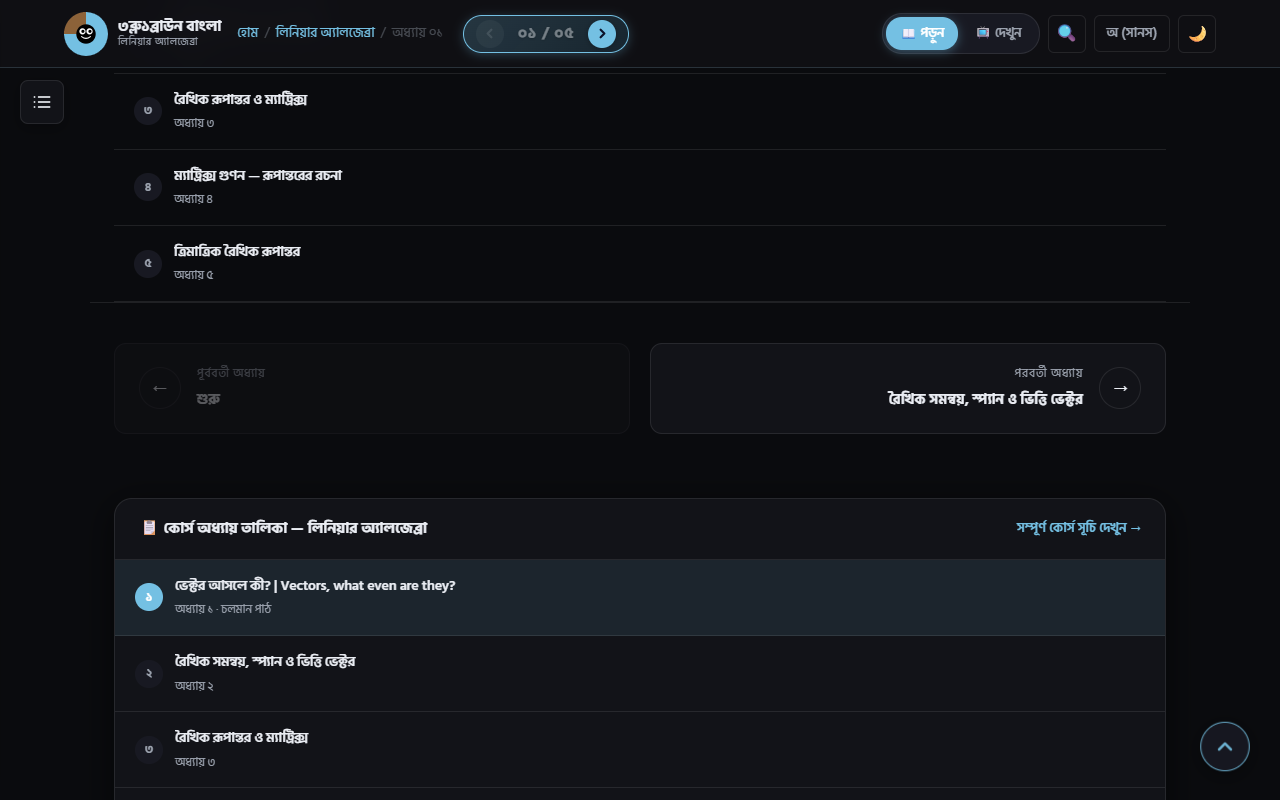 ৩ব্লু১ব্রাউন বাংলা
লিনিয়ার অ্যালজেব্রা
হোম / লিনিয়ার অ্যালজেব্রা / অধ্যায় ০১
০১ / ০৫
পড়ুন
দেখুন
অ (সানস)
৩
রৈখিক রূপান্তর ও ম্যাট্রিক্স
অধ্যায় ৩
৪
ম্যাট্রিক্স গুণন — রূপান্তরের রচনা
অধ্যায় ৪
৫
ত্রিমাত্রিক রৈখিক রূপান্তর
অধ্যায় ৫
←
পূর্ববর্তী অধ্যায়
শুরু
পরবর্তী অধ্যায়
রৈখিক সমন্বয়, স্প্যান ও ভিত্তি ভেক্টর
→
কোর্স অধ্যায় তালিকা — লিনিয়ার অ্যালজেব্রা
সম্পূর্ণ কোর্স সূচি দেখুন →
১
ভেক্টর আসলে কী? | Vectors, what even are they?
অধ্যায় ১ · চলমান পাঠ
২
রৈখিক সমন্বয়, স্প্যান ও ভিত্তি ভেক্টর
অধ্যায় ২
৩
রৈখিক রূপান্তর ও ম্যাট্রিক্স
অধ্যায় ৩